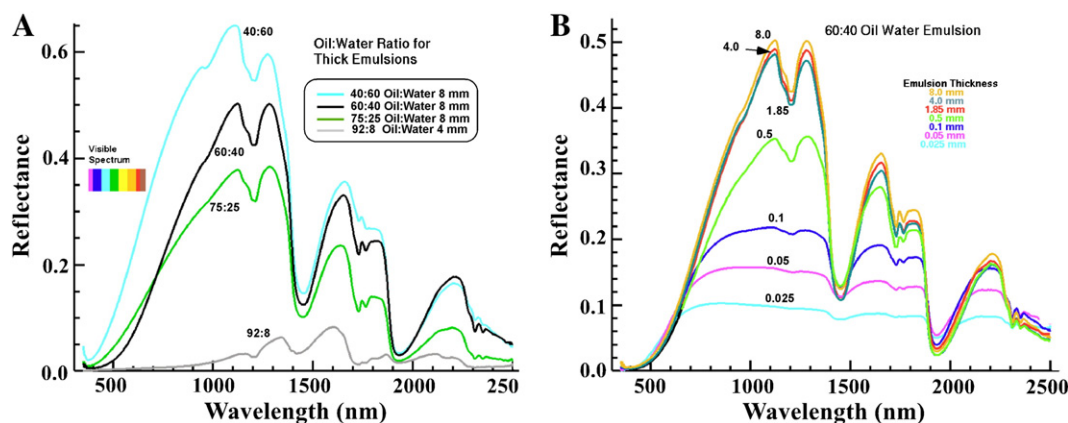 A
Oil:Water Ratio for
Thick Emulsions
40:60 Oil:Water 8 mm
60:40 Oil:Water 8 mm
75:25 Oil:Water 8 mm
92:8 Oil:Water 4 mm
Visible
Spectrum
40:60
60:40
75:25
92:8
Reflectance
0.6
0.4
0.2
0.0
500
1000
1500
2000
2500
Wavelength (nm)
B
60:40 Oil Water Emulsion
Emulsion Thickness
8.0 mm
4.0 mm
1.85 mm
0.5 mm
0.1 mm
0.05 mm
0.025 mm
8.0
4.0
1.85
0.5
0.1
0.05
0.025
Reflectance
0.5
0.4
0.3
0.2
0.1
0.0
500
1000
1500
2000
2500
Wavelength (nm)